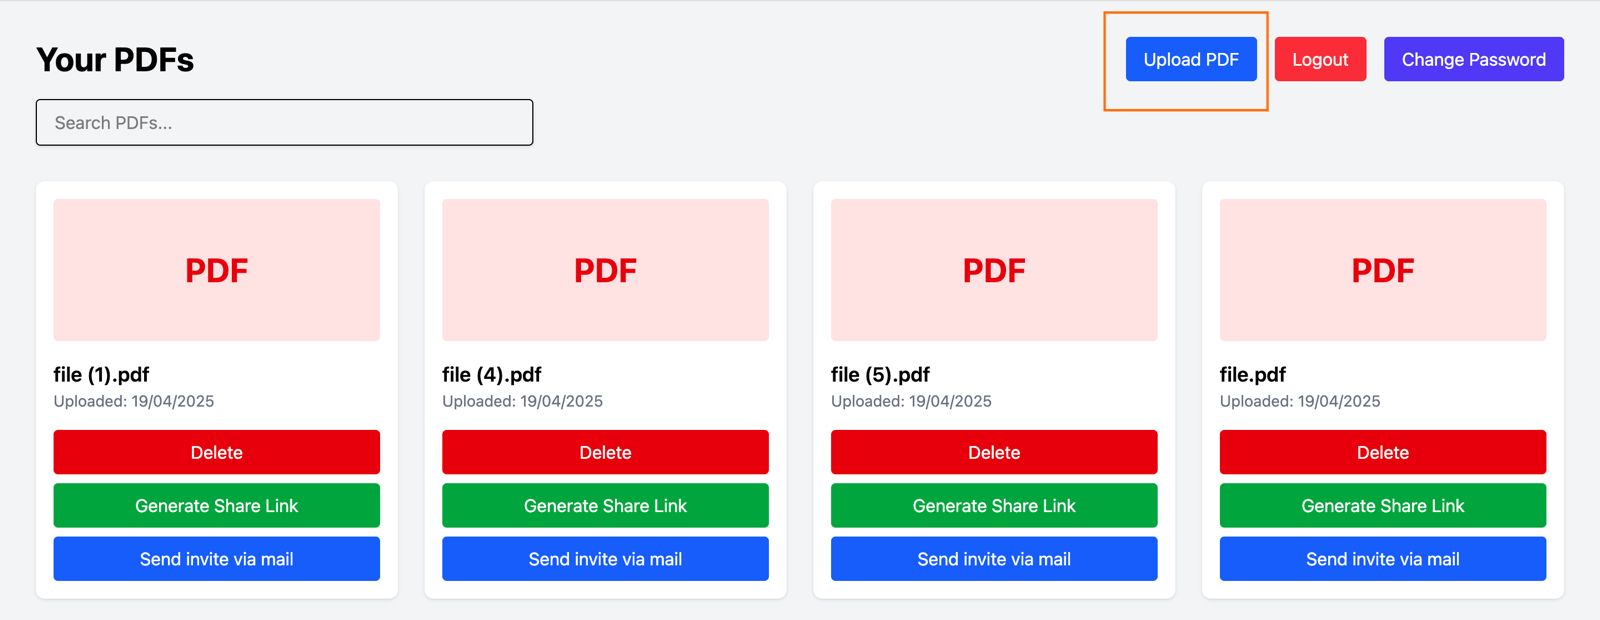 Your PDFs
Upload PDF
Logout
Change Password
Search PDFs...
PDF
file (1).pdf
Uploaded: 19/04/2025
Delete
Generate Share Link
Send invite via mail
PDF
file (4).pdf
Uploaded: 19/04/2025
Delete
Generate Share Link
Send invite via mail
PDF
file (5).pdf
Uploaded: 19/04/2025
Delete
Generate Share Link
Send invite via mail
PDF
file.pdf
Uploaded: 19/04/2025
Delete
Generate Share Link
Send invite via mail